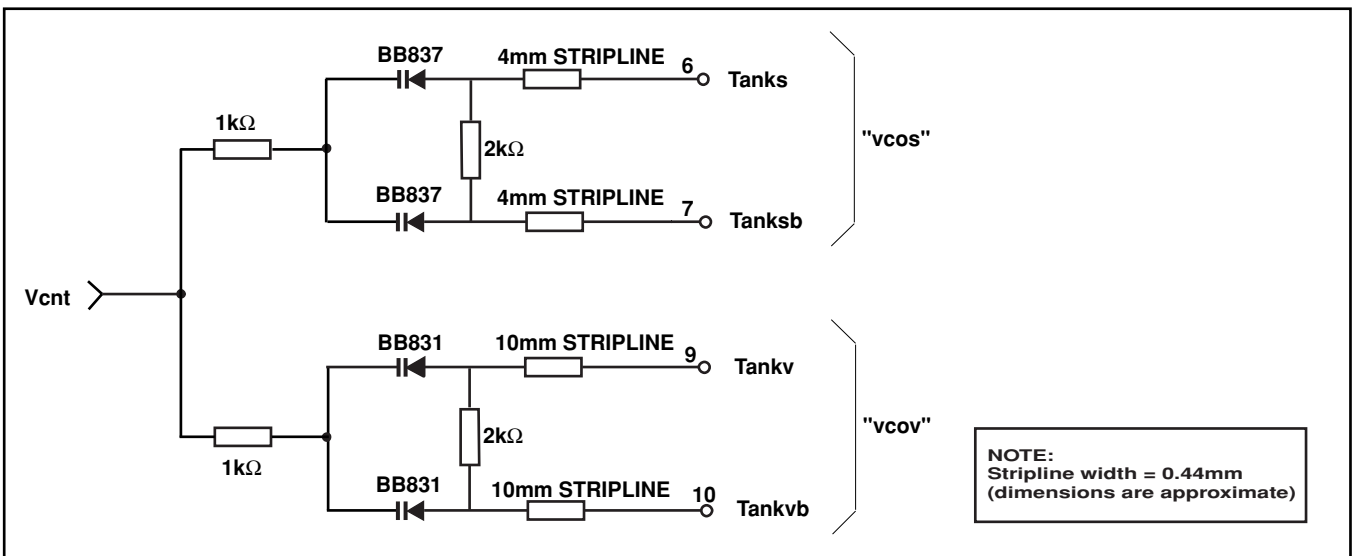 BB837
4mm STRIPLINE
6
Tanks
1kΩ
2kΩ
"vcos"
BB837
4mm STRIPLINE
7
Tanksb
Vcnt
BB831
10mm STRIPLINE
9
Tankv
2kΩ
"vcov"
1kΩ
BB831
10mm STRIPLINE
10
Tankvb
NOTE:
Stripline width = 0.44mm
(dimensions are approximate)